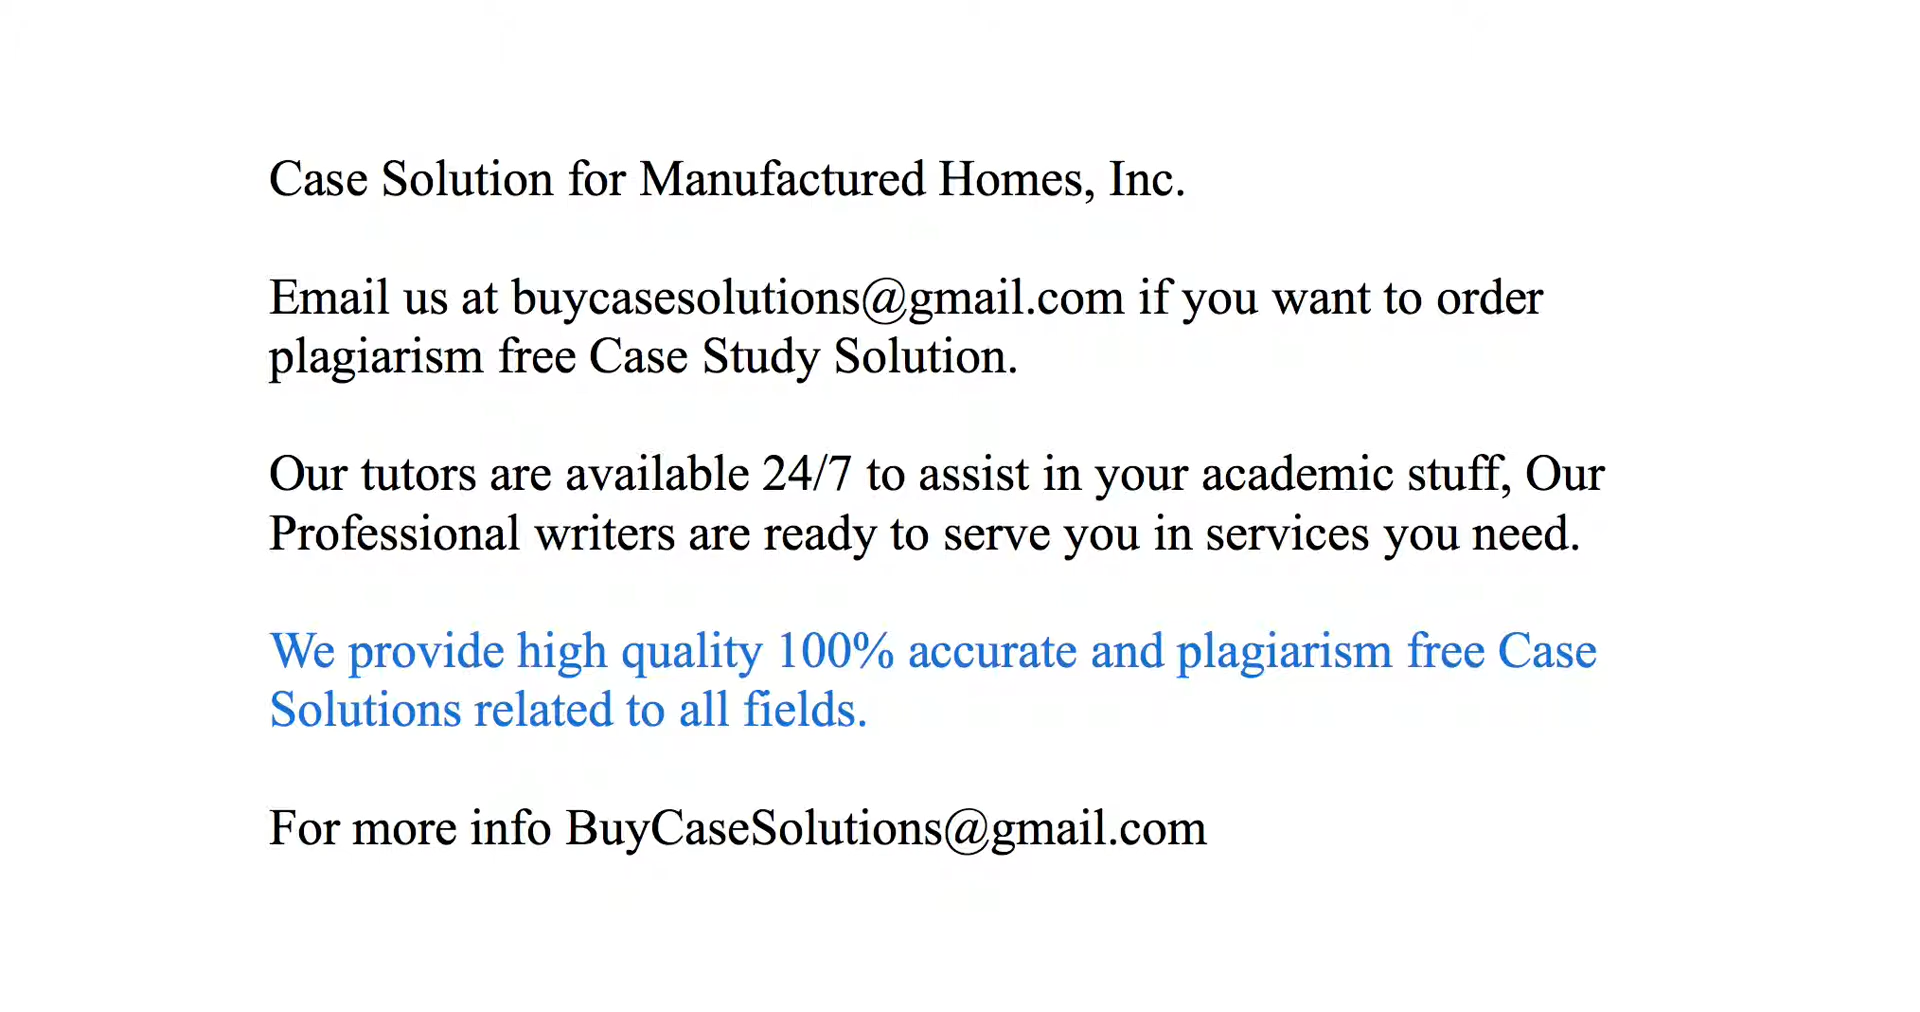 Case Solution for Manufactured Homes, Inc.
Email us at buycasesolutions@gmail.com if you want to order
plagiarism free Case Study Solution.
Our tutors are available 24/7 to assist in your academic stuff, Our
Professional writers are ready to serve you in services you need.
We provide high quality 100% accurate and plagiarism free Case
Solutions related to all fields.
For more info BuyCaseSolutions@gmail.com